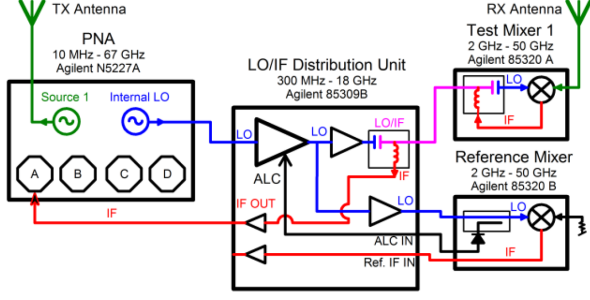 TX Antenna
RX Antenna
PNA
10 MHz - 67 GHz
Agilent N5227A
Source 1
Internal LO
A
B
C
D
IF
LO/IF Distribution Unit
300 MHz - 18 GHz
Agilent 85309B
LO
LO
LO/IF
ALC
IF
IF OUT
LO
ALC IN
Ref. IF IN
Test Mixer 1
2 GHz - 50 GHz
Agilent 85320 A
LO
IF
Reference Mixer
2 GHz - 50 GHz
Agilent 85320 B
LO
IF